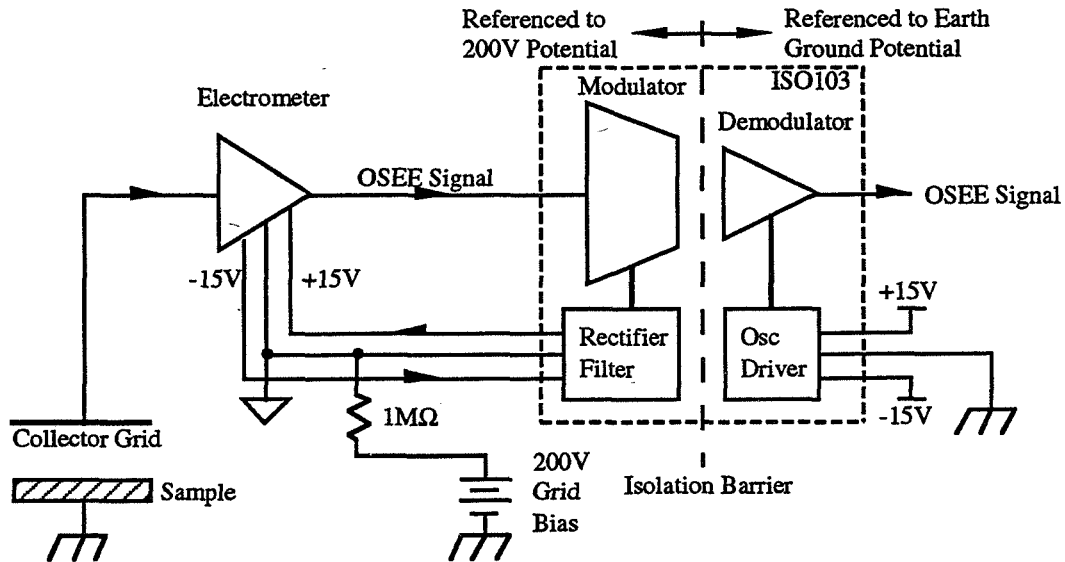 Referenced to
200V Potential
Referenced to Earth
Ground Potential
ISO103
Modulator
Electrometer
Demodulator
OSEE Signal
OSEE Signal
-15V
+15V
+15V
Rectifier
Filter
Osc
Driver
-15V
1MΩ
Collector Grid
200V
Grid
Bias
Sample
Isolation Barrier